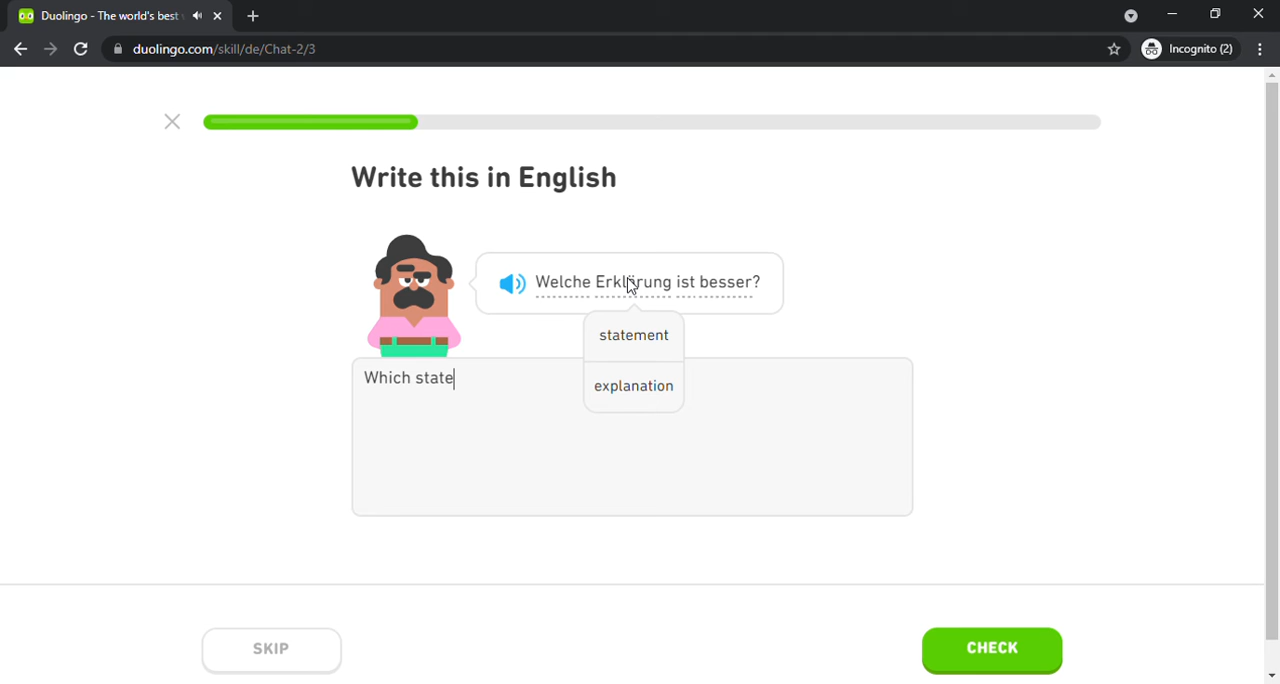 Duolingo - The world's best
duolingo.com/skill/de/Chat-2/3
Incognito (2)
Write this in English
Welche Erklärung ist besser?
statement
explanation
Which state
SKIP
CHECK